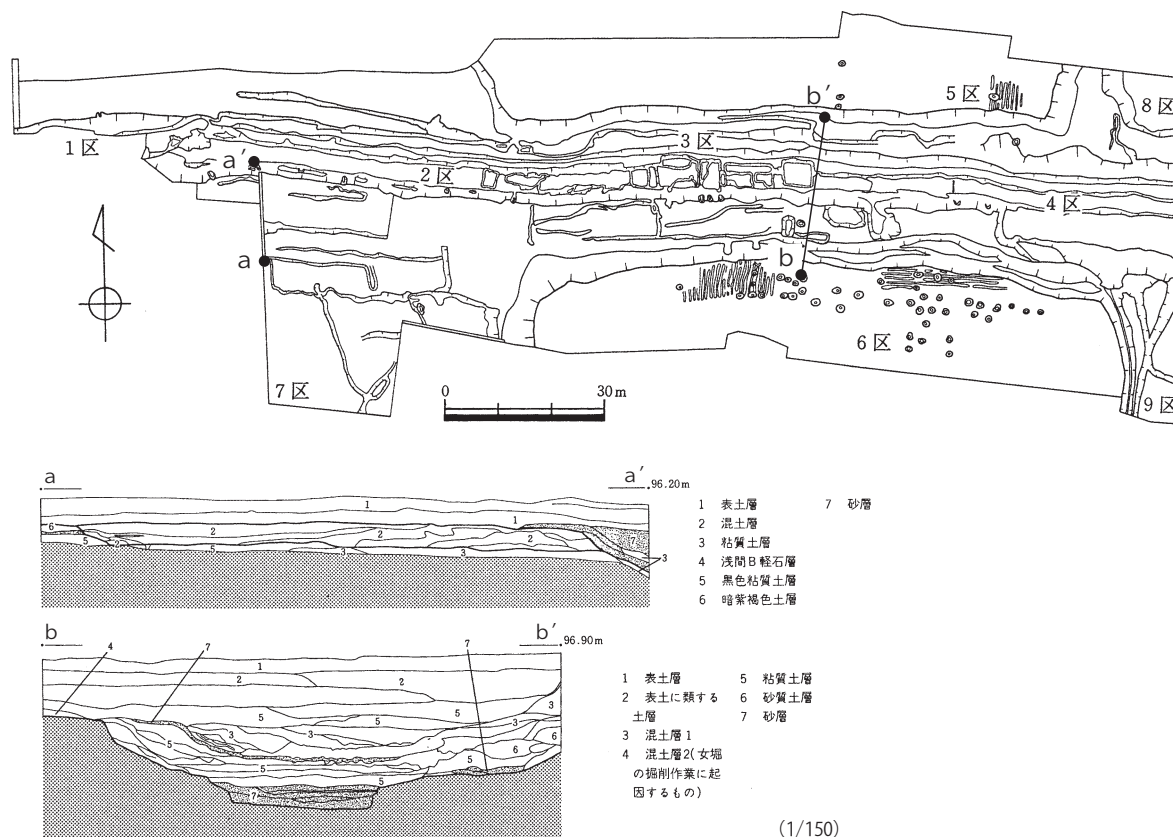 b'
5区
8区
1区
3区
a'
2区
4区
a
b
6区
7区
0 30m
9区
a a' 96.20m
1 表土層 7 砂層
2 混土層
3 粘質土層
4 浅間B軽石層
5 黒色粘質土層
6 暗紫褐色土層
1
6 2 2 1
5 2 5 3 3 2 7
3
b b' 96.90m
4 7 7
1
2 2
5 3
5 5 3
3 3 6
5 5 6
5
7
1 表土層 5 粘質土層
2 表土に類する 6 砂質土層
土層 7 砂層
3 混土層1
4 混土層2(女堀
の掘削作業に起
因するもの)
(1/150)